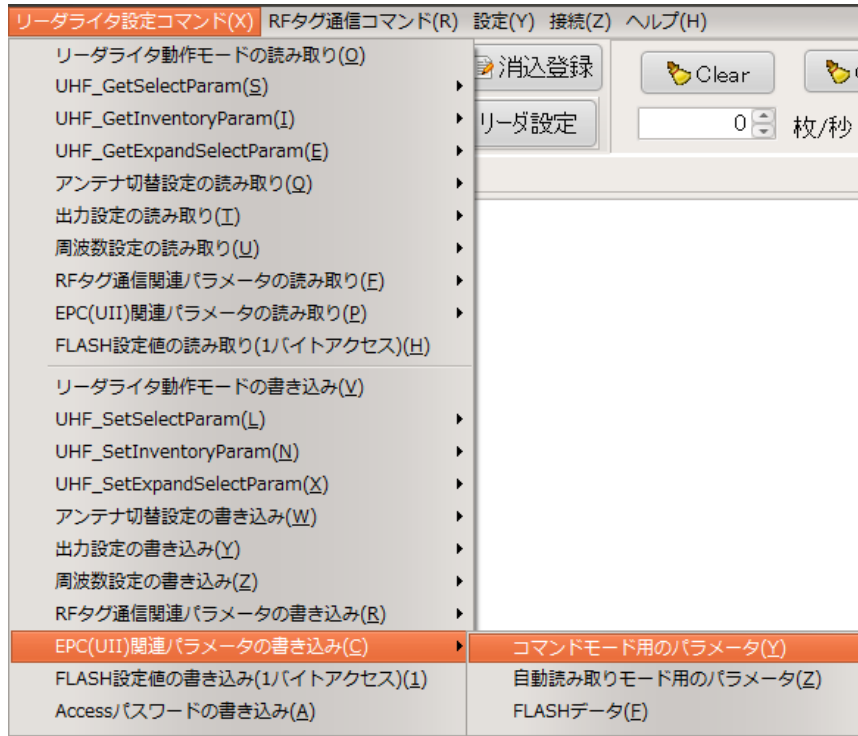 リーダライタ設定コマンド(X) RFタグ通信コマンド(R) 設定(Y) 接続(Z) ヘルプ(H)
消込登録 Clear
リーダ設定 0 枚/秒
リーダライタ動作モードの読み取り(O)
UHF_GetSelectParam(S)
UHF_GetInventoryParam(I)
UHF_GetExpandSelectParam(E)
アンテナ切替設定の読み取り(Q)
出力設定の読み取り(T)
周波数設定の読み取り(U)
RFタグ通信関連パラメータの読み取り(F)
EPC(UII)関連パラメータの読み取り(P)
FLASH設定値の読み取り(1バイトアクセス)(H)
リーダライタ動作モードの書き込み(V)
UHF_SetSelectParam(L)
UHF_SetInventoryParam(N)
UHF_SetExpandSelectParam(X)
アンテナ切替設定の書き込み(W)
出力設定の書き込み(Y)
周波数設定の書き込み(Z)
RFタグ通信関連パラメータの書き込み(R)
EPC(UII)関連パラメータの書き込み(C)
FLASH設定値の書き込み(1バイトアクセス)(1)
Accessパスワードの書き込み(A)
コマンドモード用のパラメータ(Y)
自動読み取りモード用のパラメータ(Z)
FLASHデータ(F)